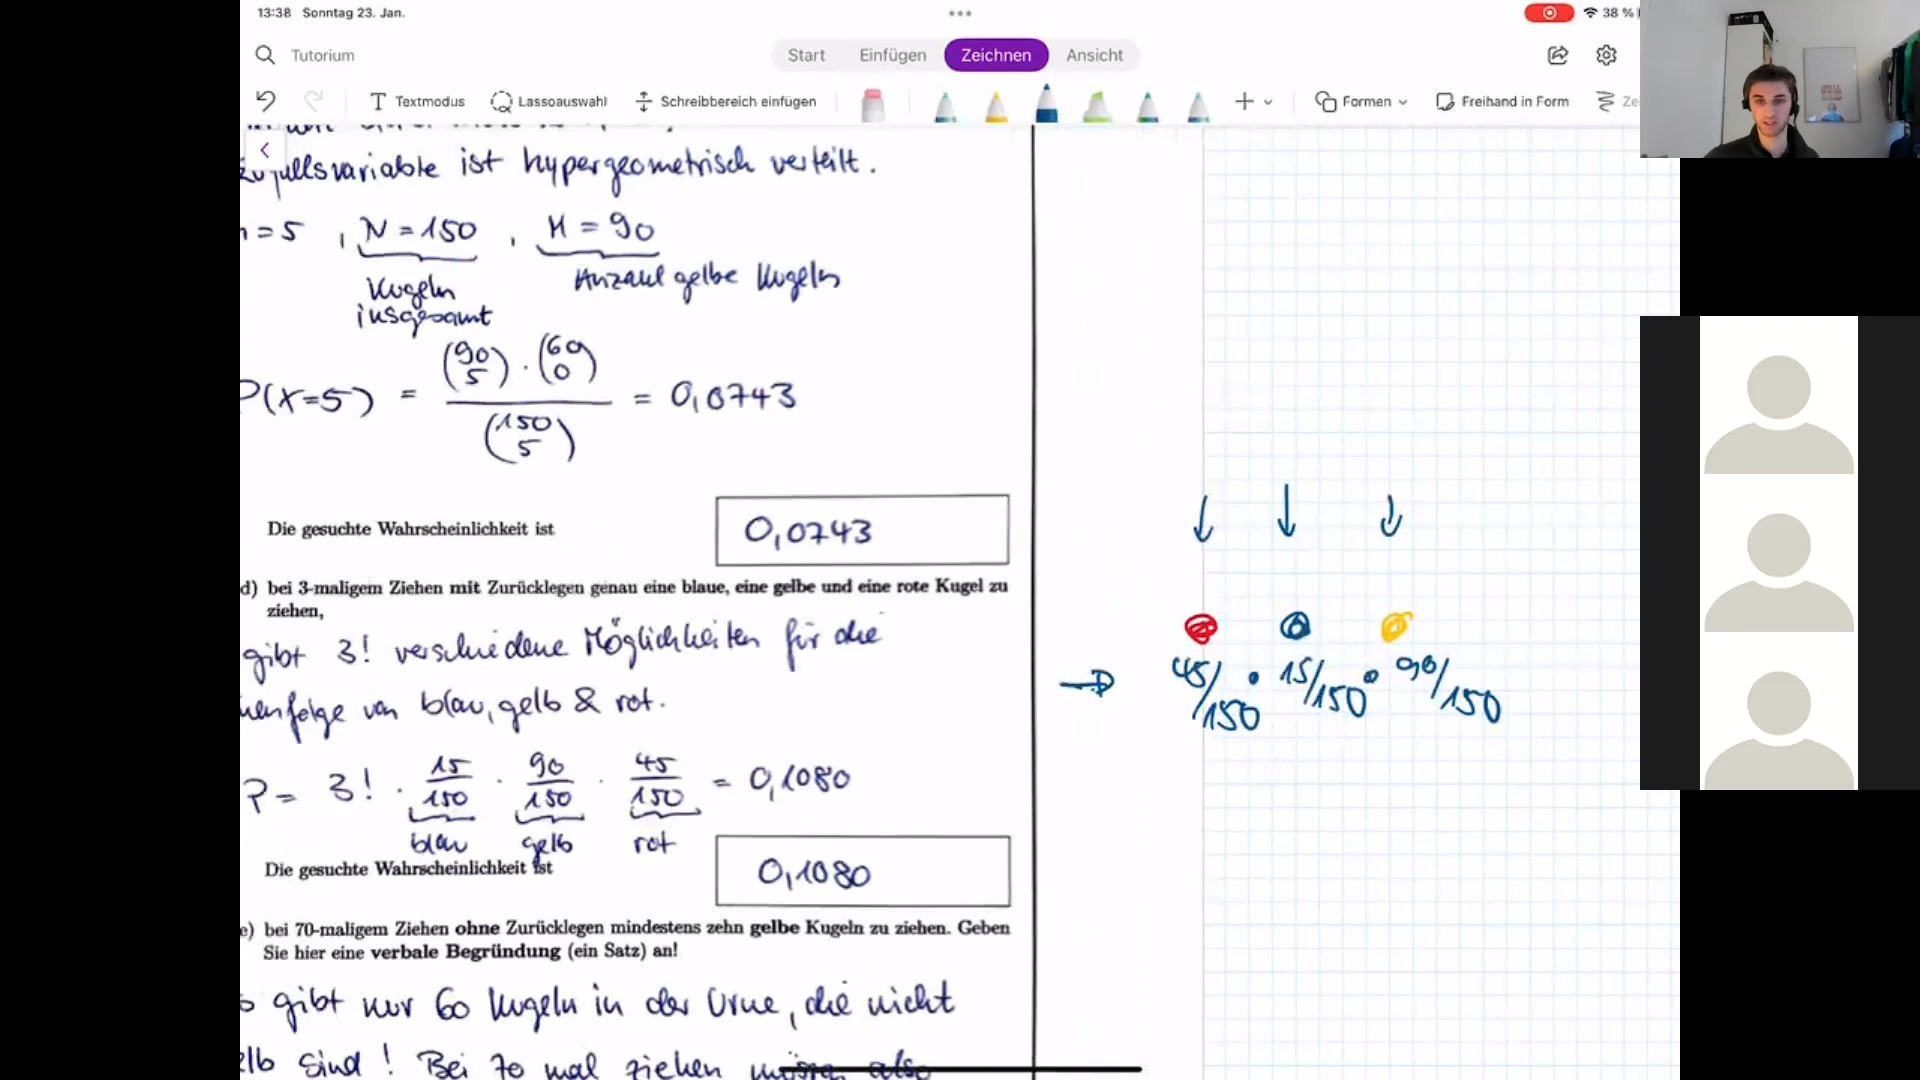 13:38 Sonntag 23. Jan.
38 %
Tutorium
Start Einfügen Zeichnen Ansicht
Textmodus Lassoauswahl Schreibbereich einfügen Formen Freihand in Form
ist hypergeometrisch verteilt.
n = 5 , N = 150 , M = 90
Kugeln insgesamt
Anzahl gelbe Kugeln
P(X=5) = (90 5) · (60 0) / (150 5) = 0,0743
Die gesuchte Wahrscheinlichkeit ist 0,0743
d) bei 3-maligem Ziehen mit Zurücklegen genau eine blaue, eine gelbe und eine rote Kugel zu
ziehen,
gibt 3! verschiedene Möglichkeiten für die
von blau, gelb & rot.
P = 3! · 15/150 · 90/150 · 45/150 = 0,1080
blau gelb rot
Die gesuchte Wahrscheinlichkeit ist 0,1080
e) bei 70-maligem Ziehen ohne Zurücklegen mindestens zehn gelbe Kugeln zu ziehen. Geben
Sie hier eine verbale Begründung (ein Satz) an!
gibt nur 60 Kugeln in der Urne, die nicht
sind! Bei 70 mal ziehen müssen also
45/150 · 15/150 · 90/150